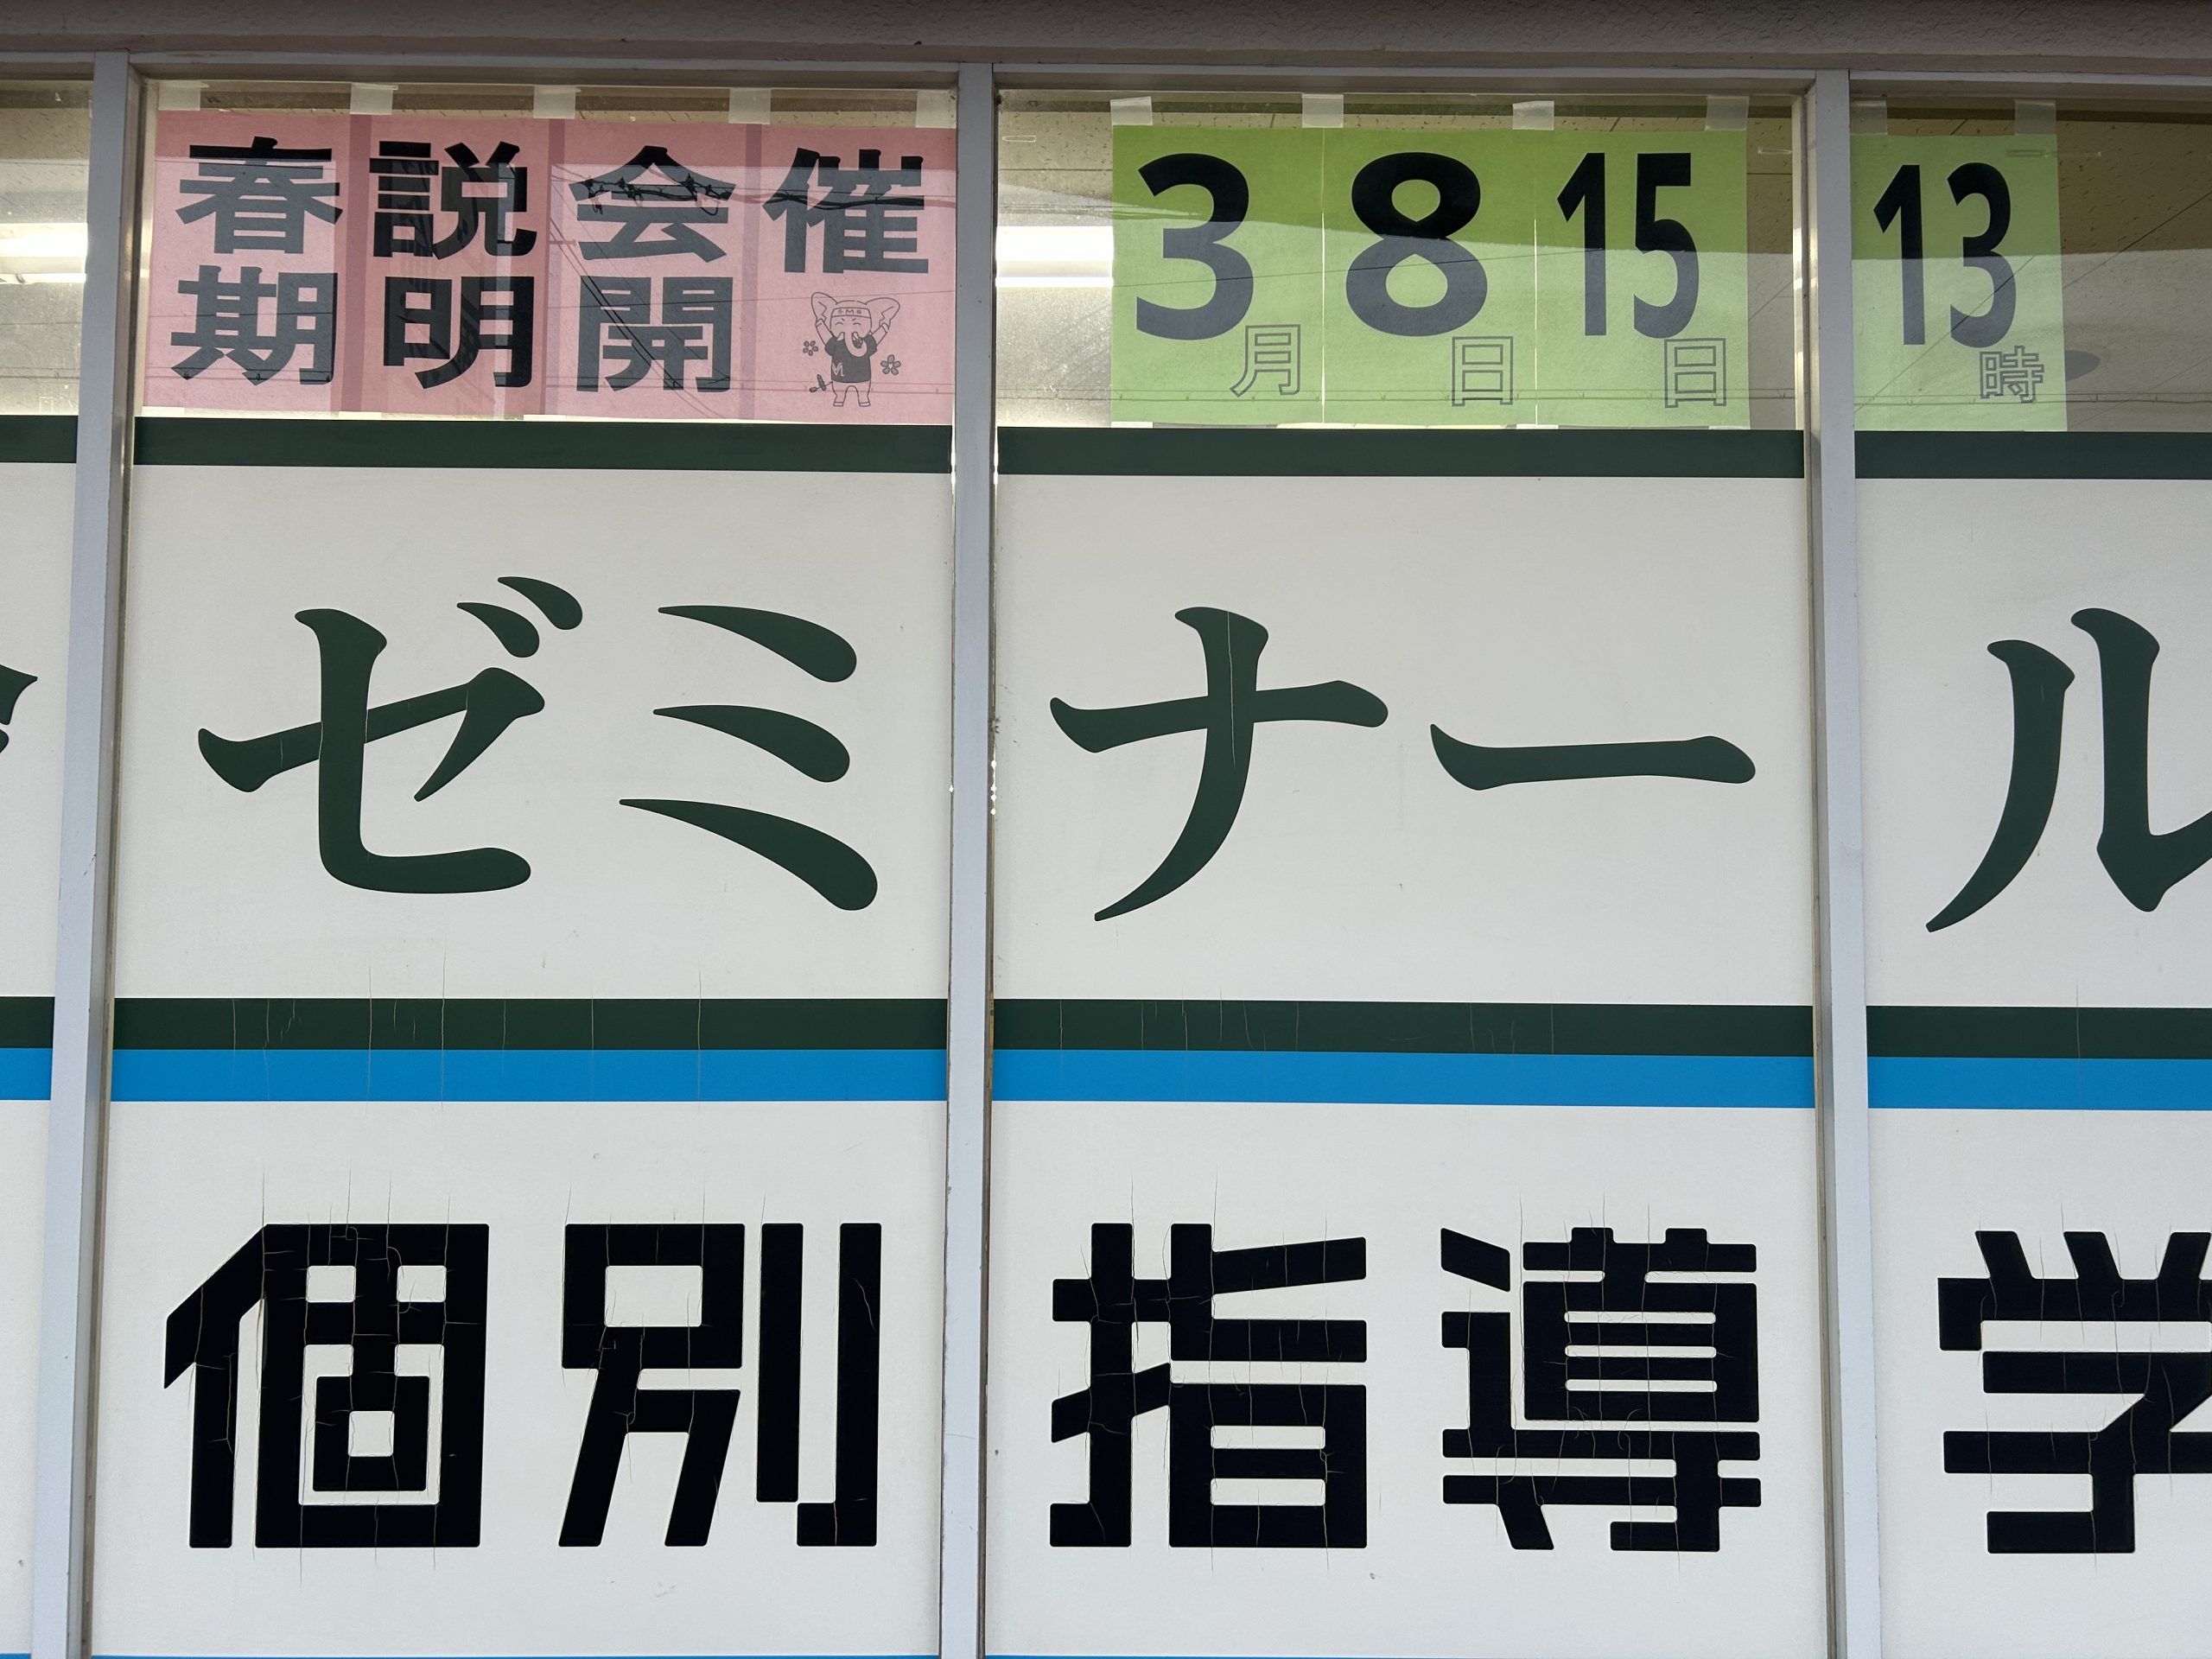 春期説明会開催
3月 8日 15日 13時
ゼミナール
個別指導学